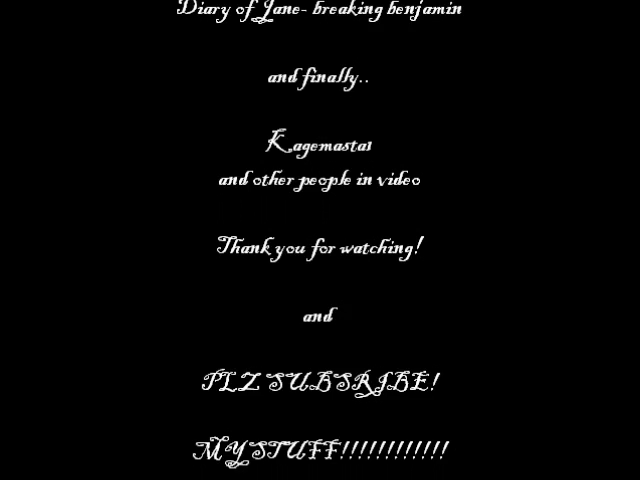 Diary of Jane- breaking benjamin
and finally..
Kagemasta1
and other people in video
Thank you for watching!
and
PLZ SUBSRIBE!
MY STUFF!!!!!!!!!!!!